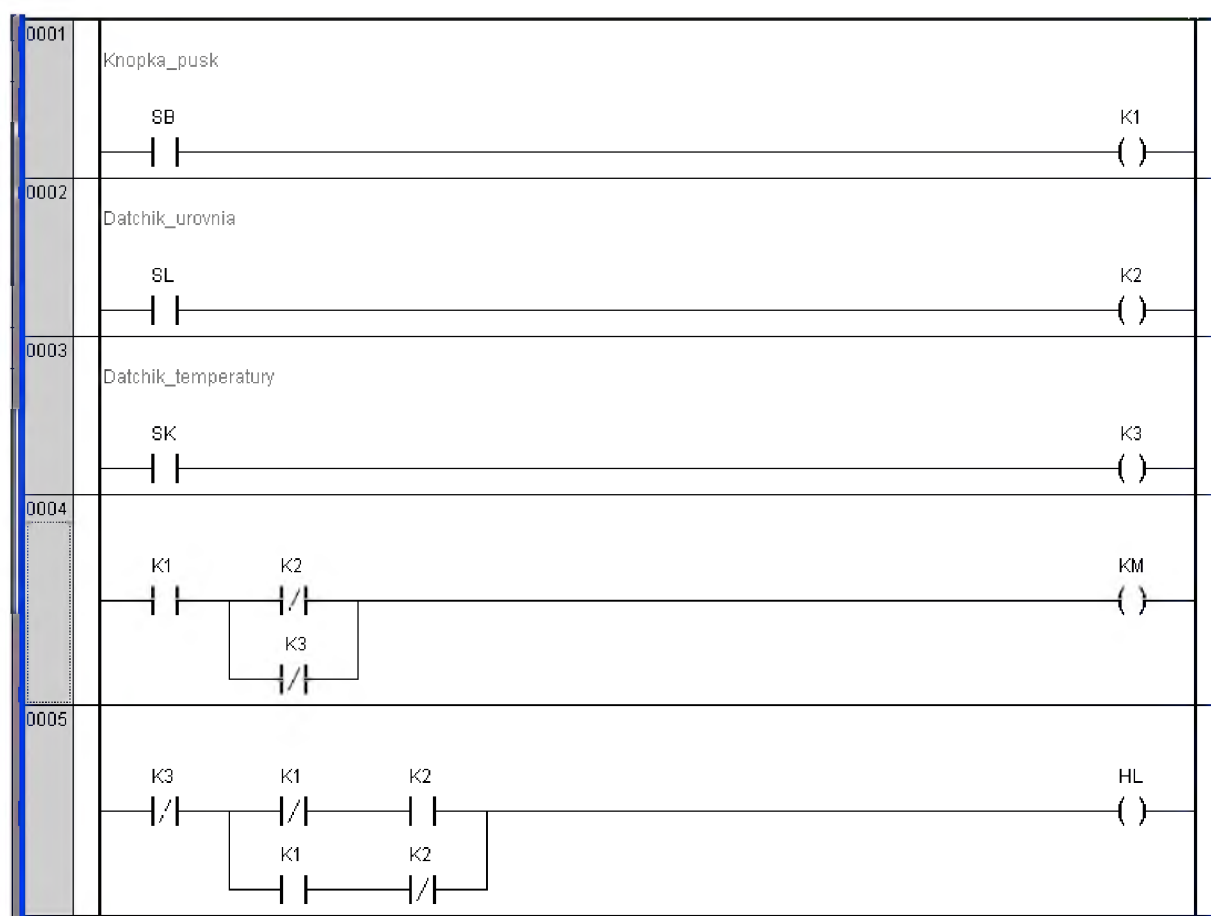 0001
Knopka_pusk
SB K1
0002
Datchik_urovnia
SL K2
0003
Datchik_temperatury
SK K3
0004
K1 K2 KM
K3
0005
K3 K1 K2 HL
K1 K2